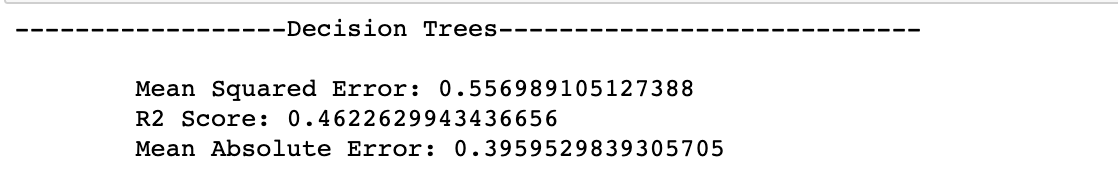 ------------------Decision Trees----------------------------
Mean Squared Error: 0.556989105127388
R2 Score: 0.4622629943436656
Mean Absolute Error: 0.3959529839305705